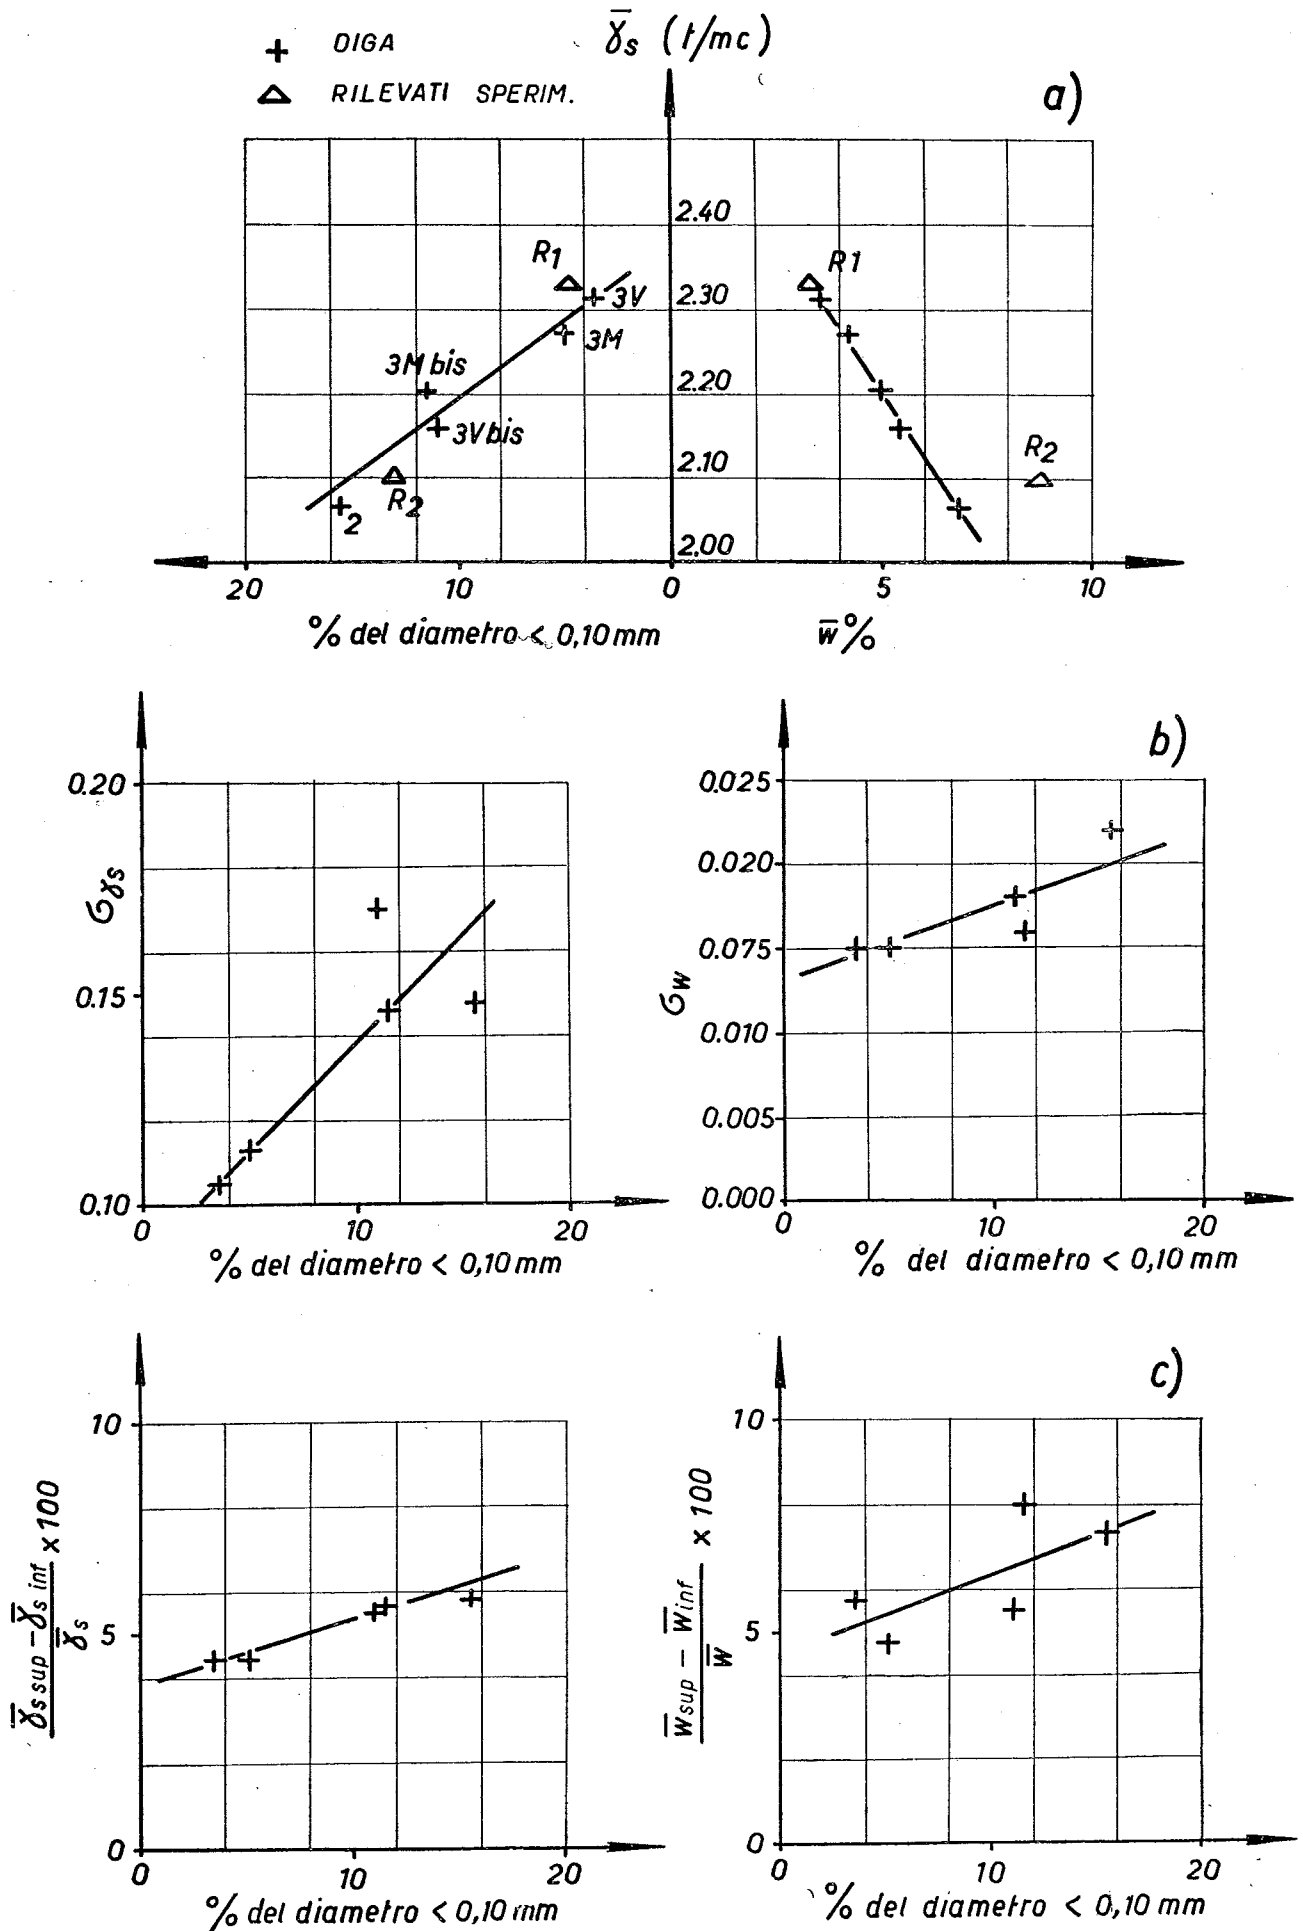 + DIGA
△ RILEVATI SPERIM.
γ̄s (t/mc)
a)
2.40
2.30
2.20
2.10
2.00
R1
3V
3M
3M bis
3V bis
R2
2
R1
R2
20 10 0 5 10
% del diametro < 0,10 mm
w̄%
b)
σγs
0.20
0.15
0.10
0 10 20
% del diametro < 0,10 mm
σw
0.025
0.020
0.075
0.010
0.005
0.000
0 10 20
% del diametro < 0,10 mm
c)
γ̄s sup - γ̄s inf
γ̄s
x 100
10
5
0
0 10 20
% del diametro < 0,10 mm
w̄sup - w̄inf
w̄
x 100
10
5
0
0 10 20
% del diametro < 0,10 mm